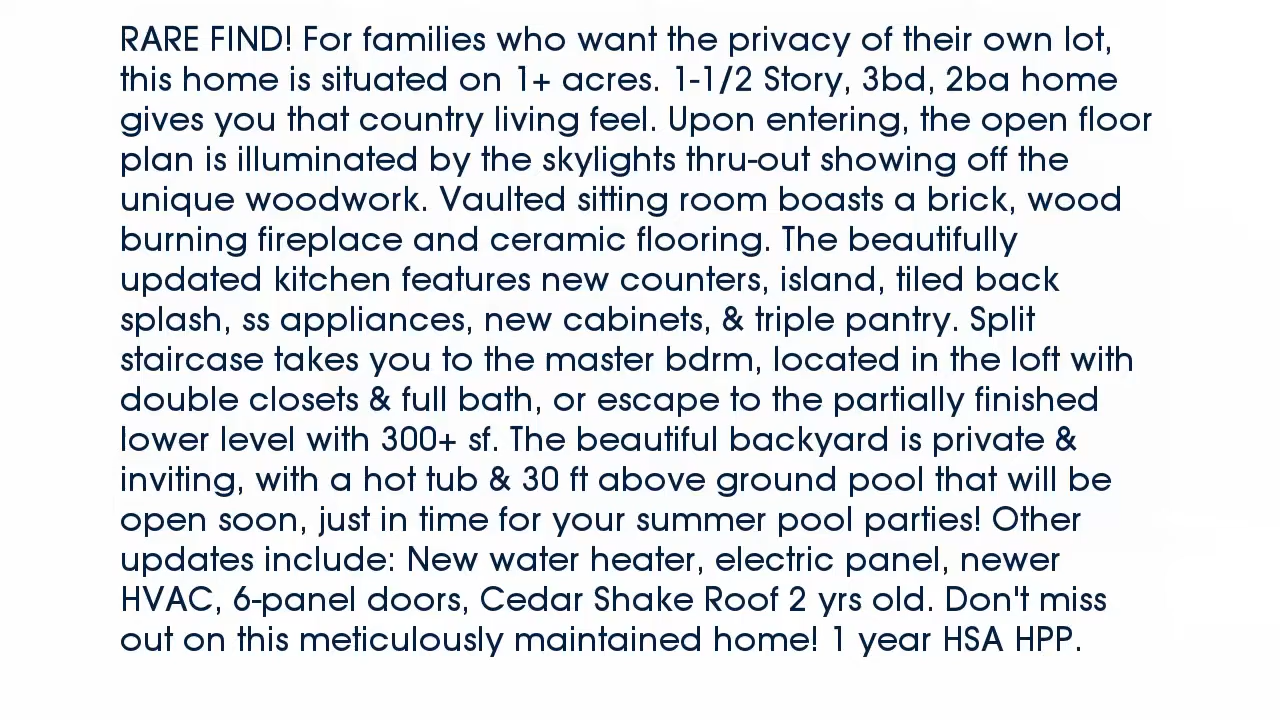 RARE FIND! For families who want the privacy of their own lot,
this home is situated on 1+ acres. 1-1/2 Story, 3bd, 2ba home
gives you that country living feel. Upon entering, the open floor
plan is illuminated by the skylights thru-out showing off the
unique woodwork. Vaulted sitting room boasts a brick, wood
burning fireplace and ceramic flooring. The beautifully
updated kitchen features new counters, island, tiled back
splash, ss appliances, new cabinets, & triple pantry. Split
staircase takes you to the master bdrm, located in the loft with
double closets & full bath, or escape to the partially finished
lower level with 300+ sf. The beautiful backyard is private &
inviting, with a hot tub & 30 ft above ground pool that will be
open soon, just in time for your summer pool parties! Other
updates include: New water heater, electric panel, newer
HVAC, 6-panel doors, Cedar Shake Roof 2 yrs old. Don't miss
out on this meticulously maintained home! 1 year HSA HPP.